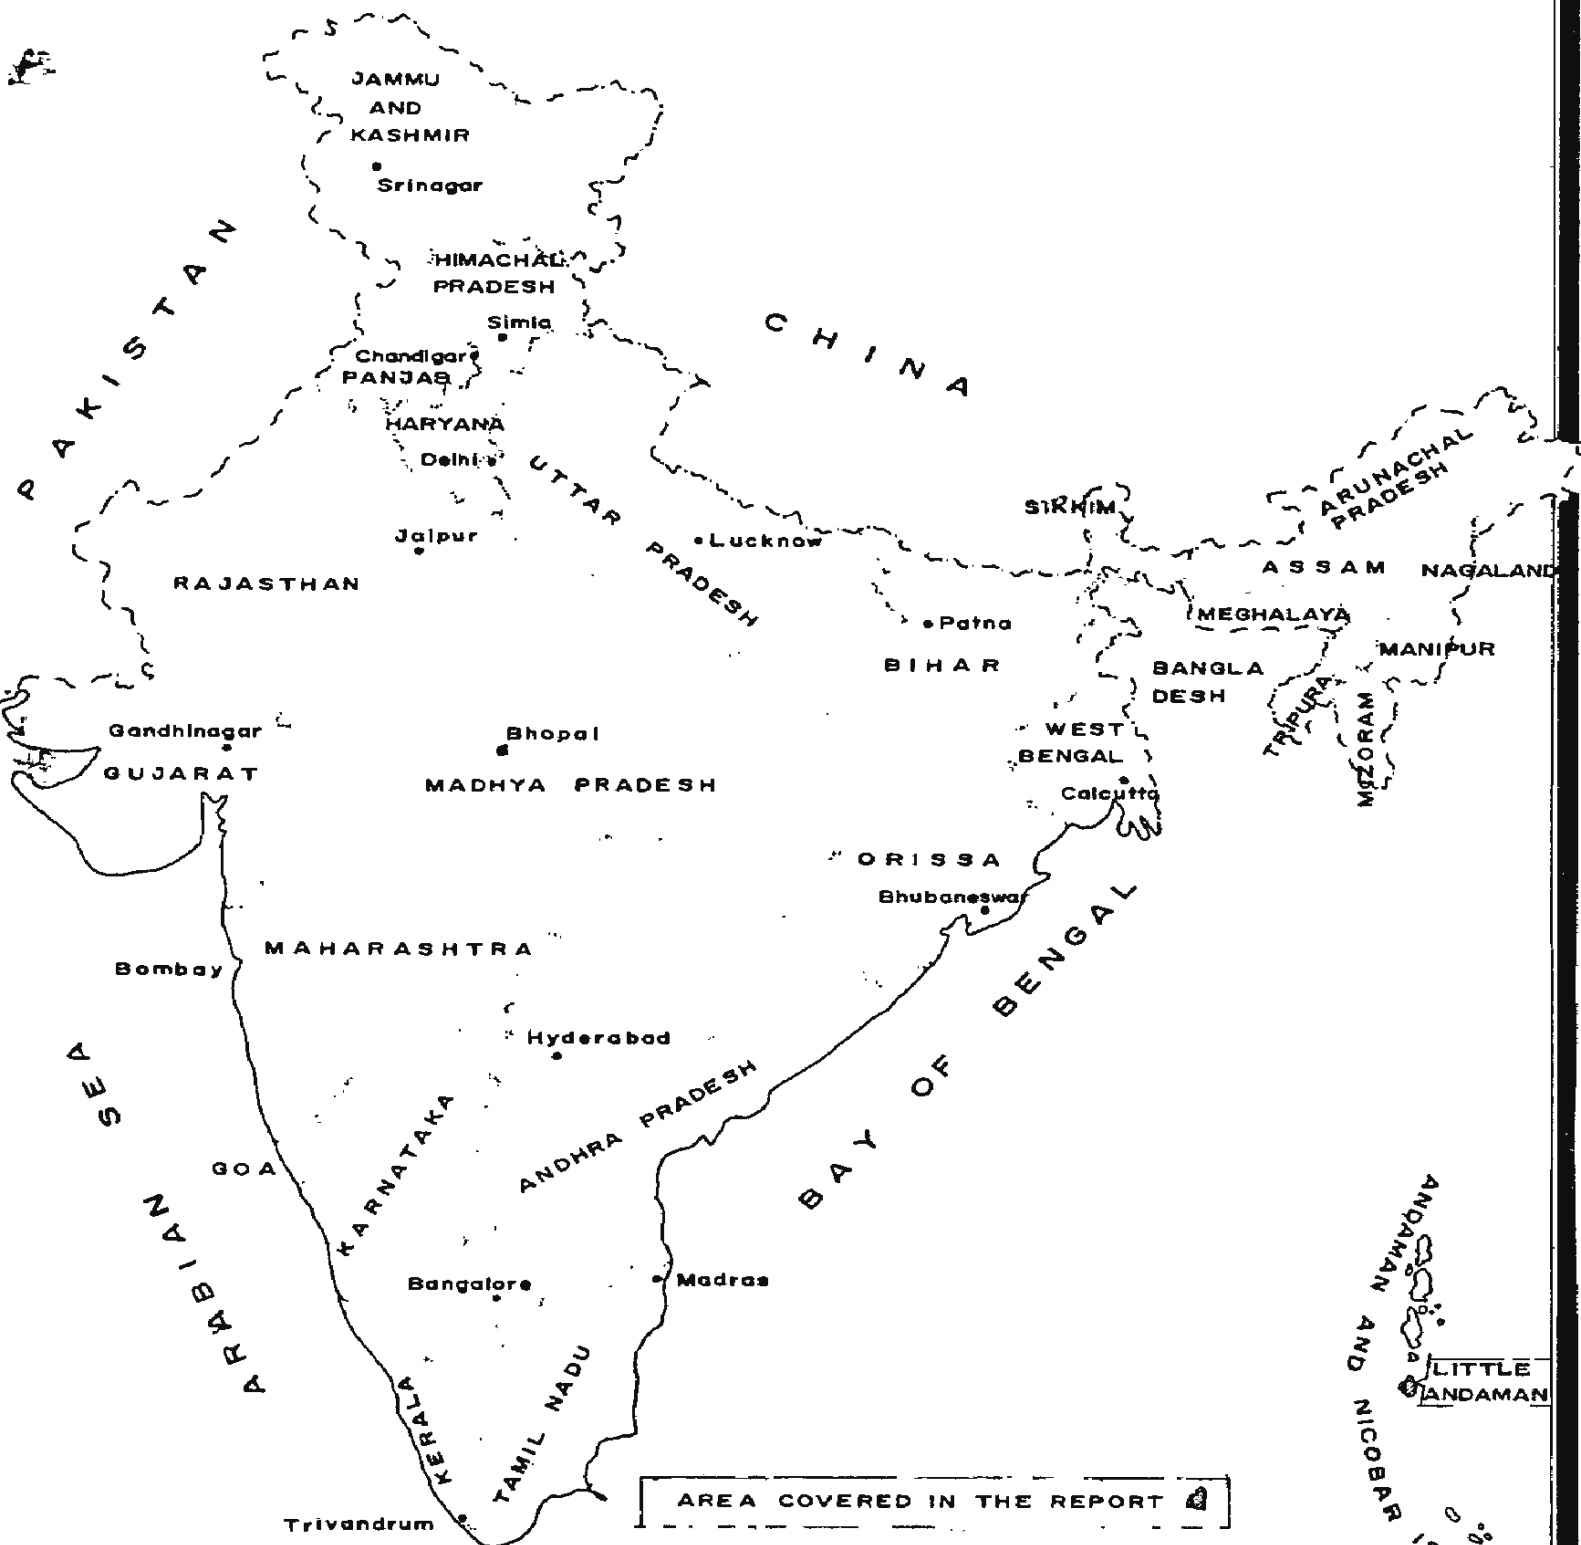 JAMMU
AND
KASHMIR
Srinagar
PAKISTAN
HIMACHAL
PRADESH
Simla
CHINA
Chandigar
PANJAB
HARYANA
Delhi
UTTAR PRADESH
ARUNACHAL
PRADESH
SIKKIM
Jaipur
Lucknow
RAJASTHAN
ASSAM
NAGALAND
MEGHALAYA
Patna
BIHAR
MANIPUR
BANGLA
DESH
TRIPURA
MIZORAM
Gandhinagar
GUJARAT
Bhopal
MADHYA PRADESH
WEST
BENGAL
Calcutta
ORISSA
Bhubaneswar
MAHARASHTRA
Bombay
BAY OF BENGAL
Hyderabad
ARABIAN SEA
KARNATAKA
ANDHRA PRADESH
GOA
Bangalore
Madras
ANDAMAN AND NICOBAR
LITTLE
ANDAMAN
KERALA
TAMIL NADU
Trivandrum
AREA COVERED IN THE REPORT